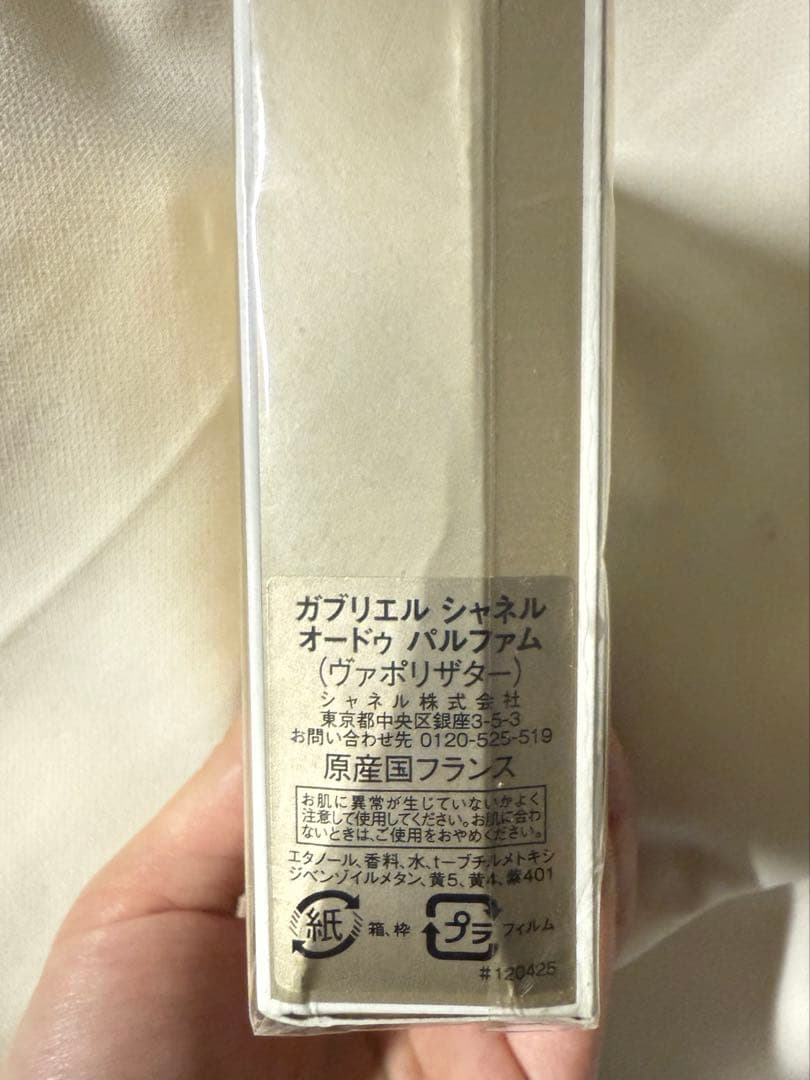 ガブリエル シャネル
オードゥ パルファム
(ヴァポリザター)
シャネル株式会社
東京都中央区銀座3-5-3
お問い合わせ先 0120-525-519
原産国フランス
お肌に異常が生じていないかよく
注意して使用してください。お肌に合わ
ないときは、ご使用をおやめください。
エタノール、香料、水、t-ブチルメトキシ
ジベンゾイルメタン、黄5、黄4、紫401
紙 箱、枠 プラ フィルム
#120425